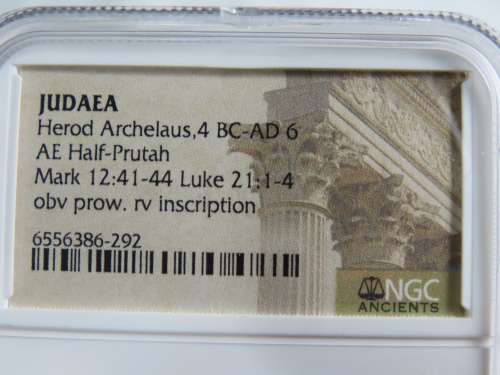 JUDAEA
Herod Archelaus,4 BC-AD 6
AE Half-Prutah
Mark 12:41-44 Luke 21:1-4
obv prow. rv inscription
6556386-292
NGC
ANCIENTS